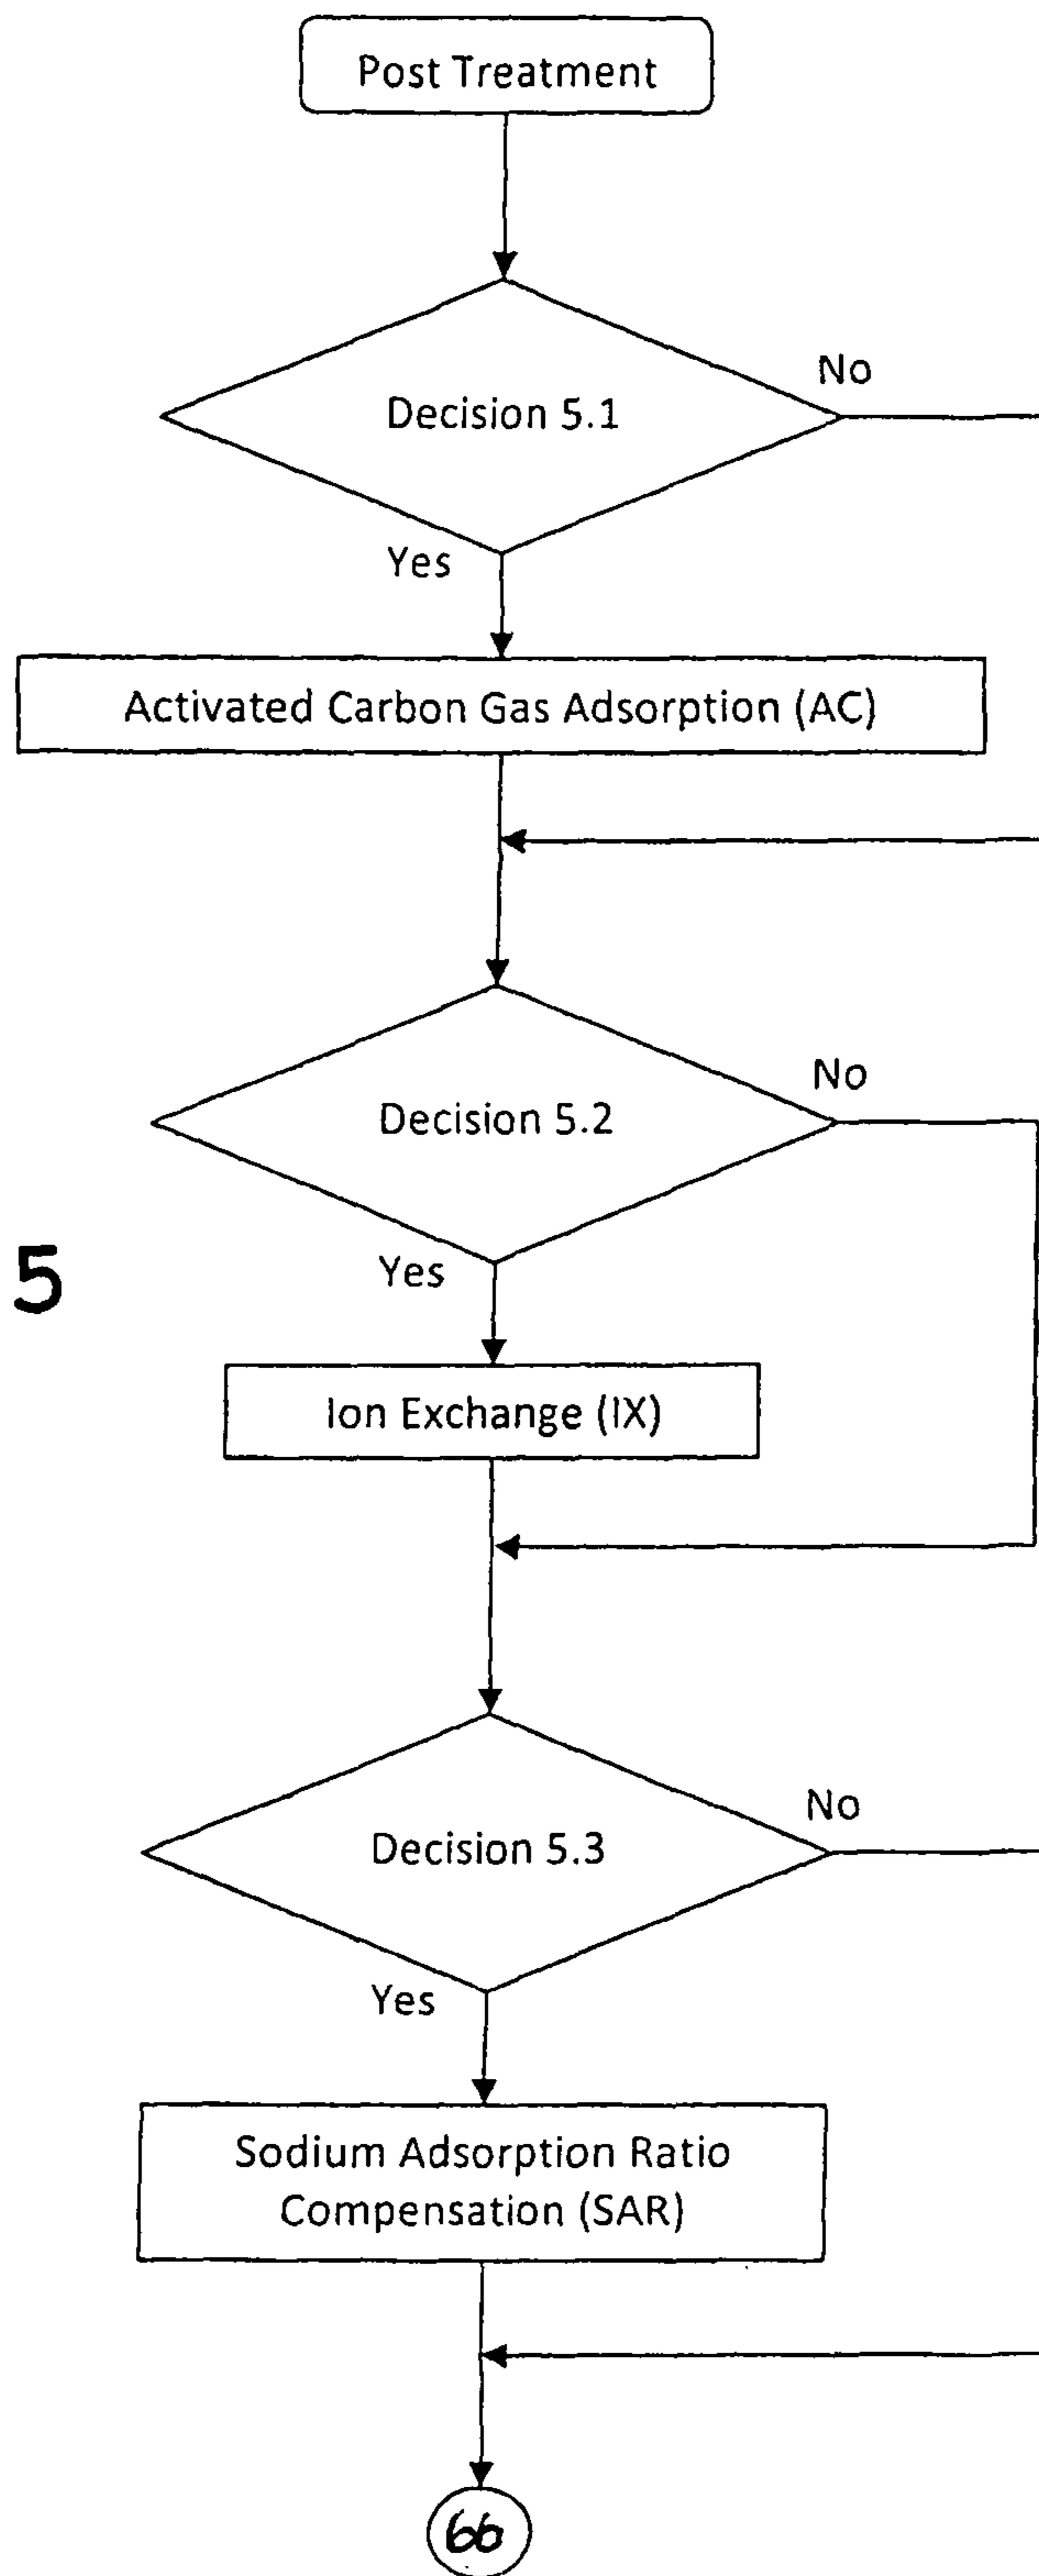 Post Treatment
Decision 5.1
No
Yes
Activated Carbon Gas Adsorption (AC)
Decision 5.2
No
Yes
5
Ion Exchange (IX)
Decision 5.3
No
Yes
Sodium Adsorption Ratio
Compensation (SAR)
66